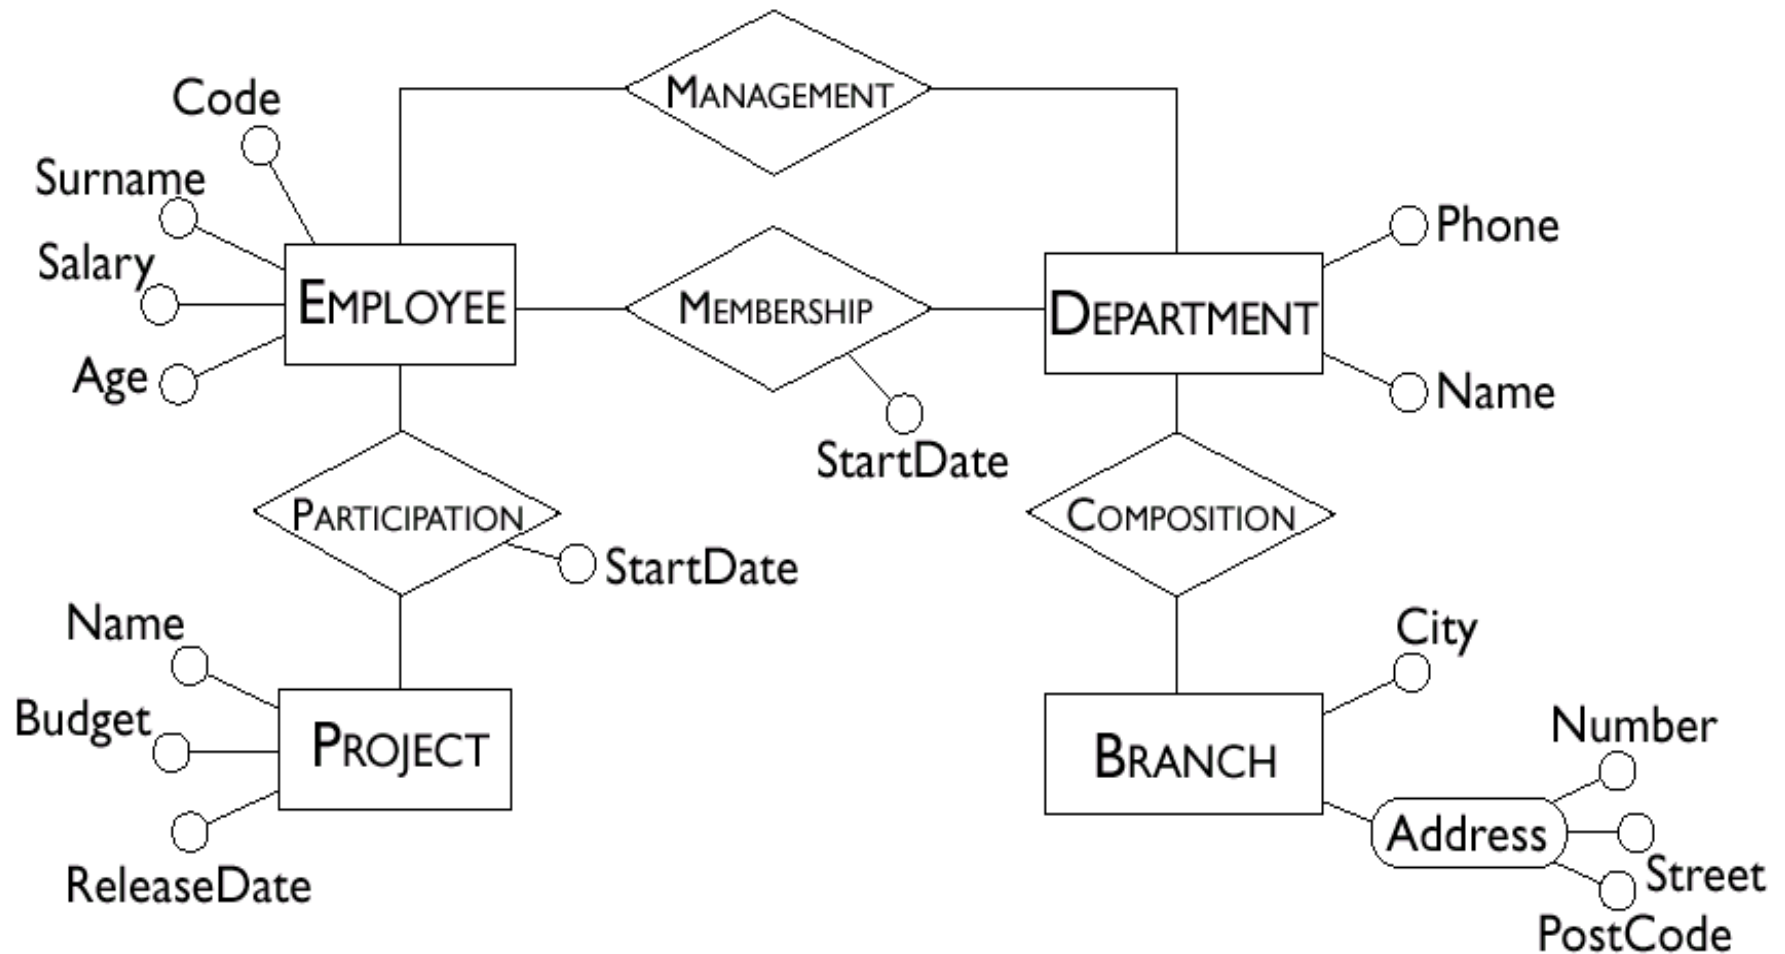 MANAGEMENT
Code
Surname
Salary
Age
EMPLOYEE
MEMBERSHIP
StartDate
DEPARTMENT
Phone
Name
PARTICIPATION
StartDate
COMPOSITION
Name
Budget
ReleaseDate
PROJECT
BRANCH
City
Address
Number
Street
PostCode